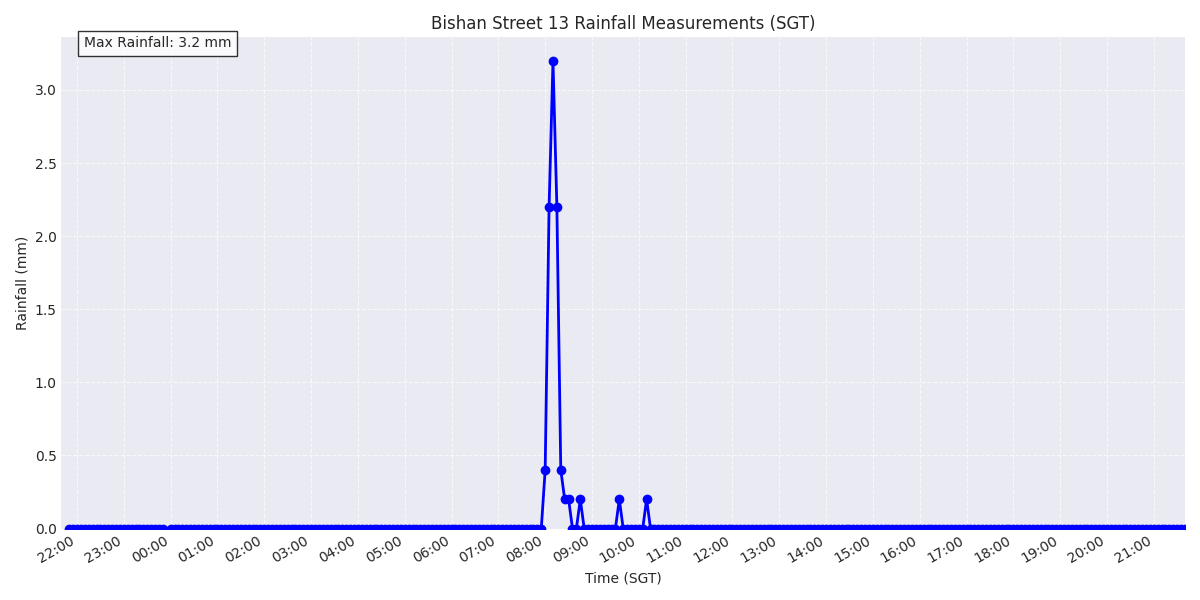 Bishan Street 13 Rainfall Measurements (SGT)
Max Rainfall: 3.2 mm
3.0
2.5
2.0
1.5
1.0
0.5
0.0
Rainfall (mm)
22:00 23:00 00:00 01:00 02:00 03:00 04:00 05:00 06:00 07:00 08:00 09:00 10:00 11:00 12:00 13:00 14:00 15:00 16:00 17:00 18:00 19:00 20:00 21:00
Time (SGT)